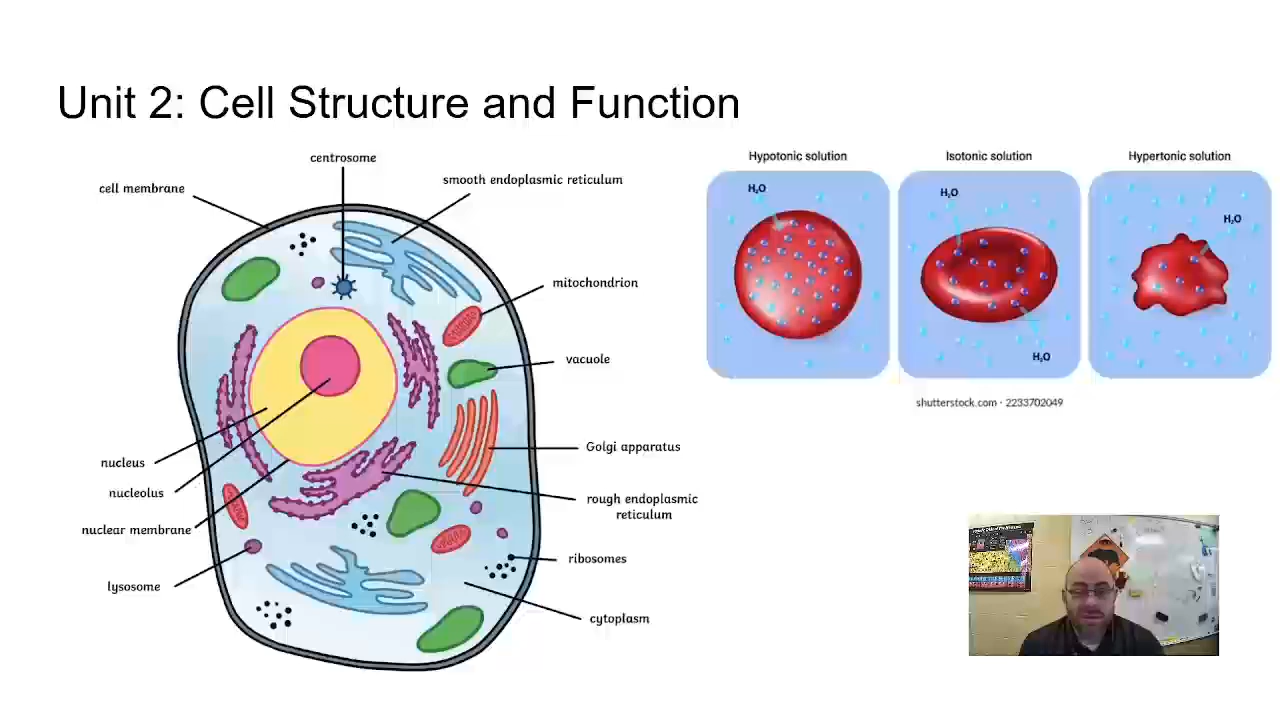 Unit 2: Cell Structure and Function
centrosome
cell membrane
smooth endoplasmic reticulum
mitochondrion
vacuole
Golgi apparatus
nucleus
nucleolus
rough endoplasmic
reticulum
nuclear membrane
ribosomes
lysosome
cytoplasm
Hypotonic solution
Isotonic solution
Hypertonic solution
H₂O
H₂O
H₂O
H₂O
shutterstock.com · 2233702049